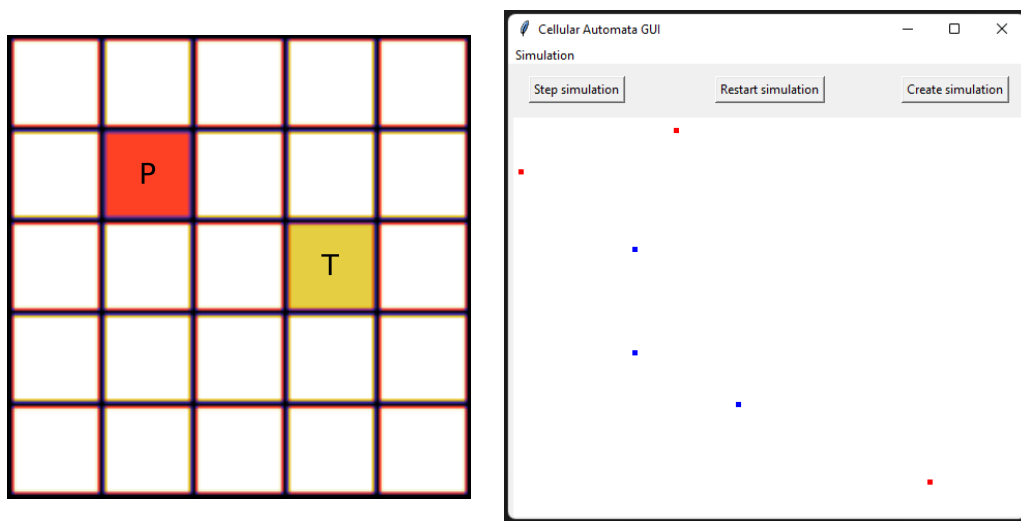 P
T
Cellular Automata GUI
Simulation
Step simulation
Restart simulation
Create simulation